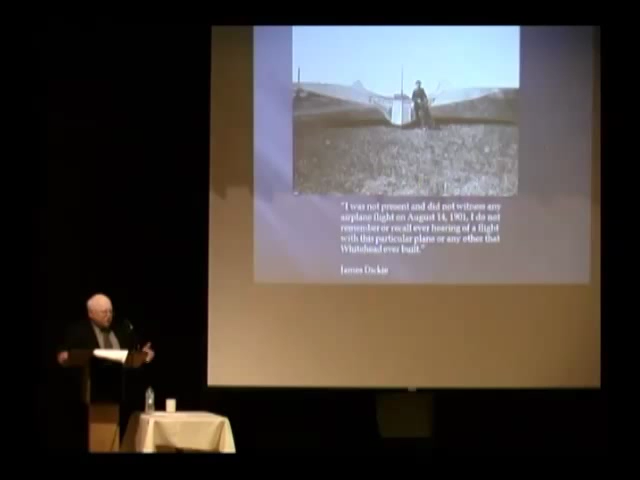 "I was not present and did not witness any
airplane flight on August 14, 1901, I do not
remember or recall ever hearing of a flight
with this particular plane or any other that
Whitehead ever built."
James Dickie